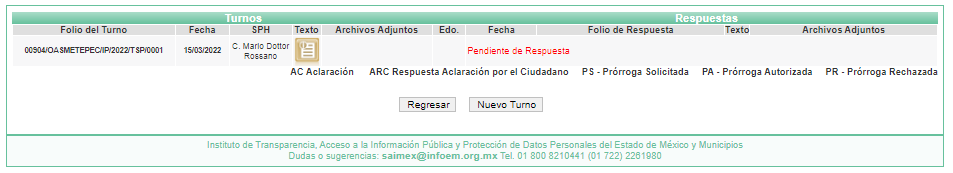 Turnos Respuestas
Folio del Turno Fecha SPH Texto Archivos Adjuntos Edo. Fecha Folio de Respuesta Texto Archivos Adjuntos
00904/OASMETEPEC/IP/2022/TSP/0001 15/03/2022 C. Mario Dottor Rossano Pendiente de Respuesta
AC Aclaración ARC Respuesta Aclaración por el Ciudadano PS - Prórroga Solicitada PA - Prórroga Autorizada PR - Prórroga Rechazada
Regresar Nuevo Turno
Instituto de Transparencia, Acceso a la Información Pública y Protección de Datos Personales del Estado de México y Municipios
Dudas o sugerencias: saimex@infoem.org.mx Tel. 01 800 8210441 (01 722) 2261980